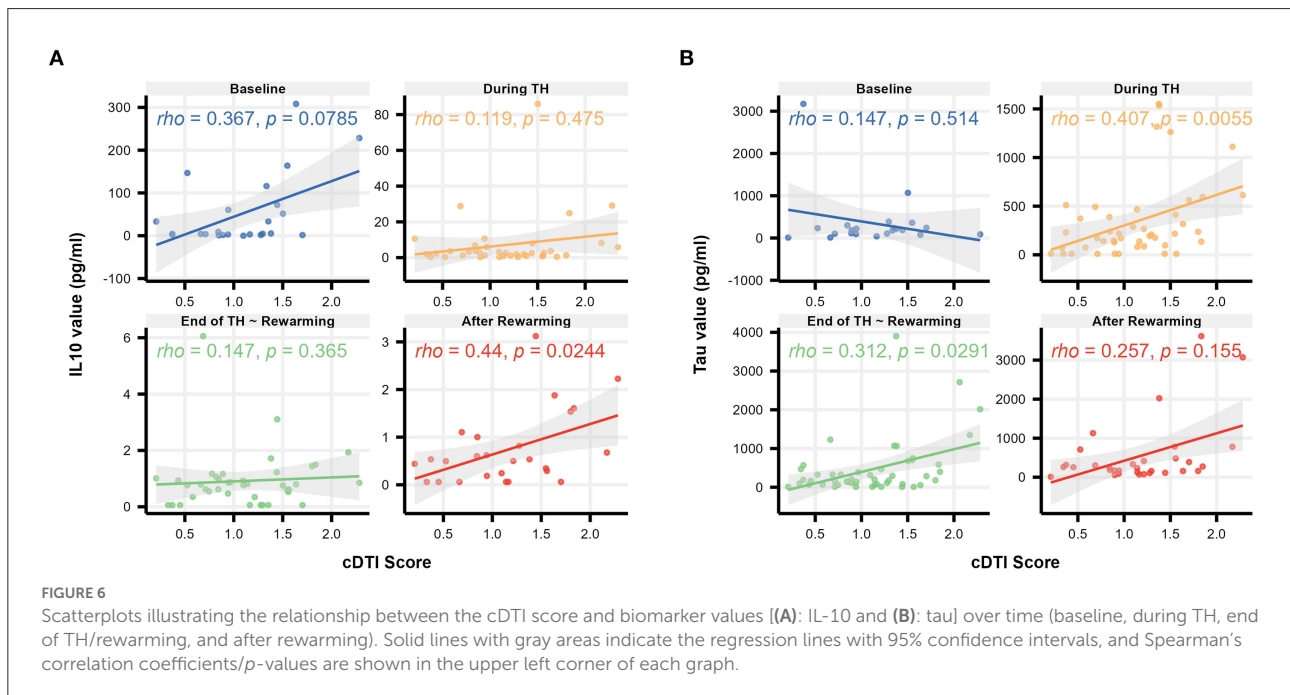 A
B
Baseline
During TH
Baseline
During TH
rho = 0.367, p = 0.0785
rho = 0.119, p = 0.475
rho = 0.147, p = 0.514
rho = 0.407, p = 0.0055
300
200
100
0
-100
80
60
40
20
0
3000
2000
1000
0
-1000
1500
1000
500
0
0.5 1.0 1.5 2.0
0.5 1.0 1.5 2.0
0.5 1.0 1.5 2.0
0.5 1.0 1.5 2.0
IL10 value (pg/ml)
Tau value (pg/ml)
End of TH ~ Rewarming
After Rewarming
End of TH ~ Rewarming
After Rewarming
rho = 0.147, p = 0.365
rho = 0.44, p = 0.0244
rho = 0.312, p = 0.0291
rho = 0.257, p = 0.155
6
4
2
0
3
2
1
0
4000
3000
2000
1000
0
3000
2000
1000
0
0.5 1.0 1.5 2.0
0.5 1.0 1.5 2.0
0.5 1.0 1.5 2.0
0.5 1.0 1.5 2.0
cDTI Score
cDTI Score
FIGURE 6
Scatterplots illustrating the relationship between the cDTI score and biomarker values [(A): IL-10 and (B): tau] over time (baseline, during TH, end
of TH/rewarming, and after rewarming). Solid lines with gray areas indicate the regression lines with 95% confidence intervals, and Spearman's
correlation coefficients/p-values are shown in the upper left corner of each graph.